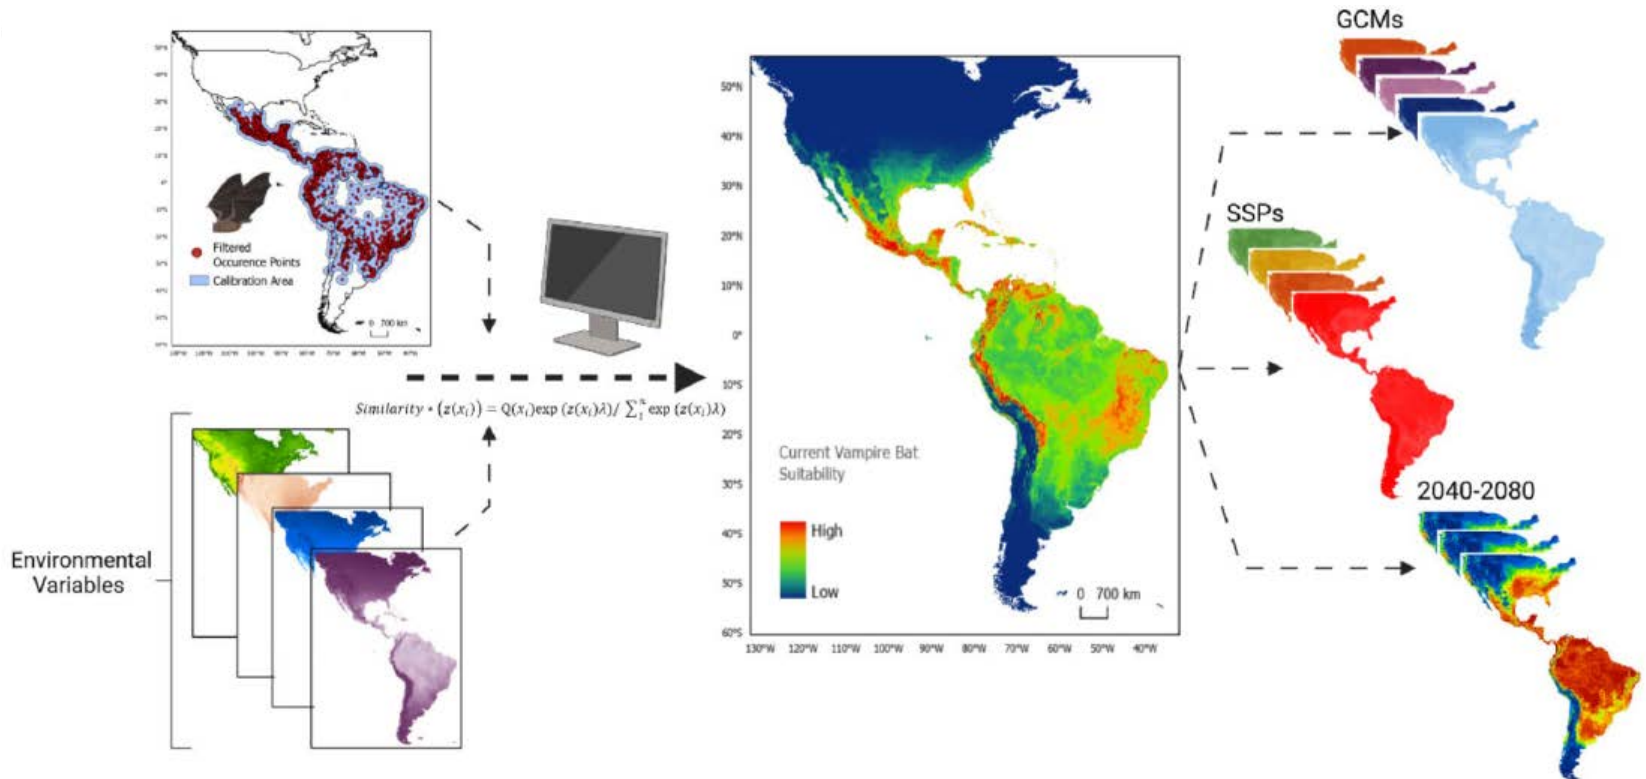 Filtered
Occurence Points
Calibration Area
0 700 km
Similarity * (z(xᵢ)) = Q(xᵢ)exp (z(xᵢ)λ)/ ∑ᵢⁿ exp (z(xᵢ)λ)
Environmental
Variables
50°N
40°N
30°N
20°N
10°N
0°
10°S
20°S
30°S
40°S
50°S
60°S
130°W 120°W 110°W 100°W 90°W 80°W 70°W 60°W 50°W 40°W
Current Vampire Bat
Suitability
High
Low
0 700 km
GCMs
SSPs
2040-2080